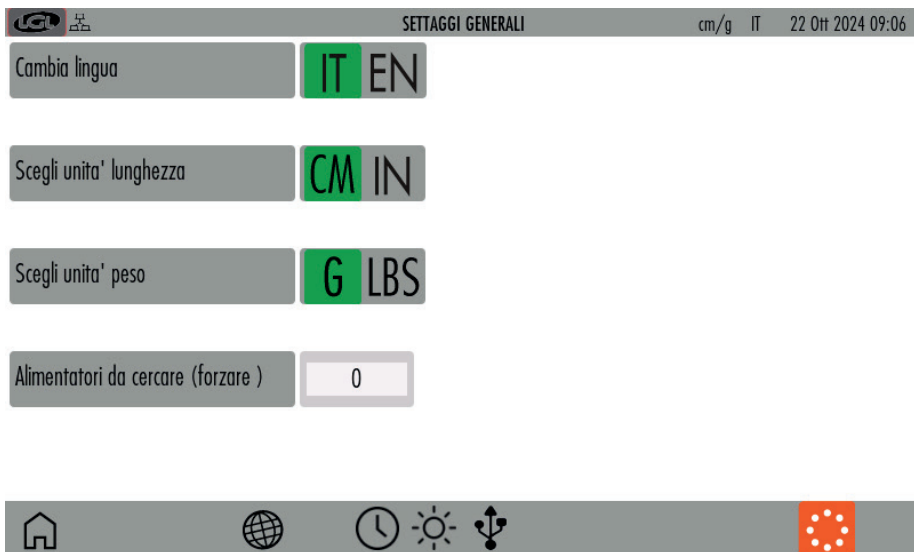 LGL SETTAGGI GENERALI cm/g IT 22 Ott 2024 09:06
Cambia lingua IT EN
Scegli unita' lunghezza CM IN
Scegli unita' peso G LBS
Alimentatori da cercare (forzare ) 0